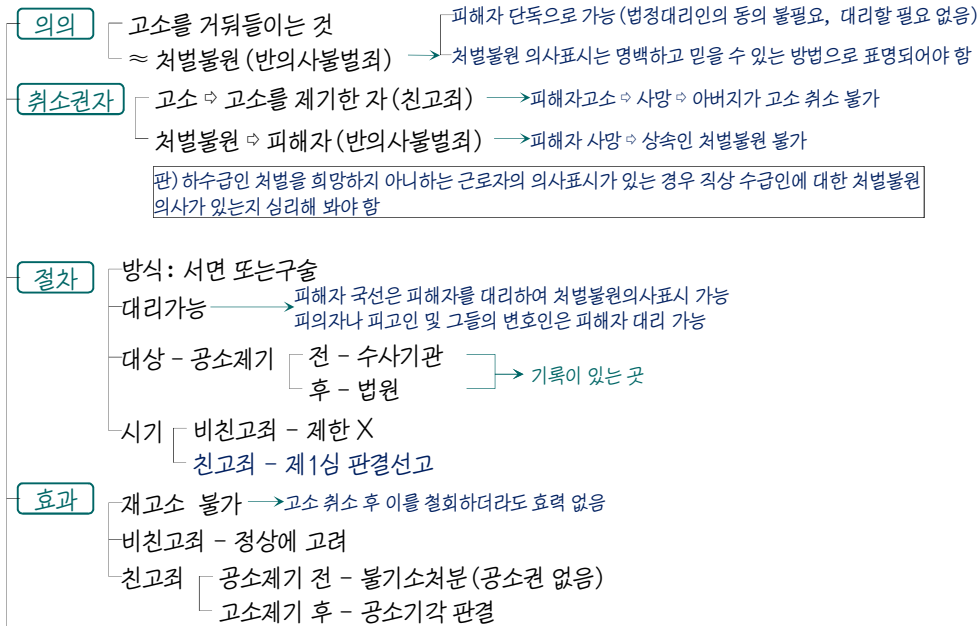 의의
고소를 거둬들이는 것
≈ 처벌불원(반의사불벌죄)
피해자 단독으로 가능(법정대리인의 동의 불필요, 대리할 필요 없음)
처벌불원 의사표시는 명백하고 믿을 수 있는 방법으로 표명되어야 함
취소권자
고소 ⇨ 고소를 제기한 자(친고죄)
피해자고소 ⇨ 사망 ⇨ 아버지가 고소 취소 불가
처벌불원 ⇨ 피해자(반의사불벌죄)
피해자 사망 ⇨ 상속인 처벌불원 불가
판) 하수급인 처벌을 희망하지 아니하는 근로자의 의사표시가 있는 경우 직상 수급인에 대한 처벌불원
의사가 있는지 심리해 봐야 함
절차
방식: 서면 또는구술
대리가능
피해자 국선은 피해자를 대리하여 처벌불원의사표시 가능
피의자나 피고인 및 그들의 변호인은 피해자 대리 가능
대상 - 공소제기
전 - 수사기관
후 - 법원
기록이 있는 곳
시기
비친고죄 - 제한 X
친고죄 - 제1심 판결선고
효과
재고소 불가
고소 취소 후 이를 철회하더라도 효력 없음
비친고죄 - 정상에 고려
친고죄
공소제기 전 - 불기소처분(공소권 없음)
고소제기 후 - 공소기각 판결